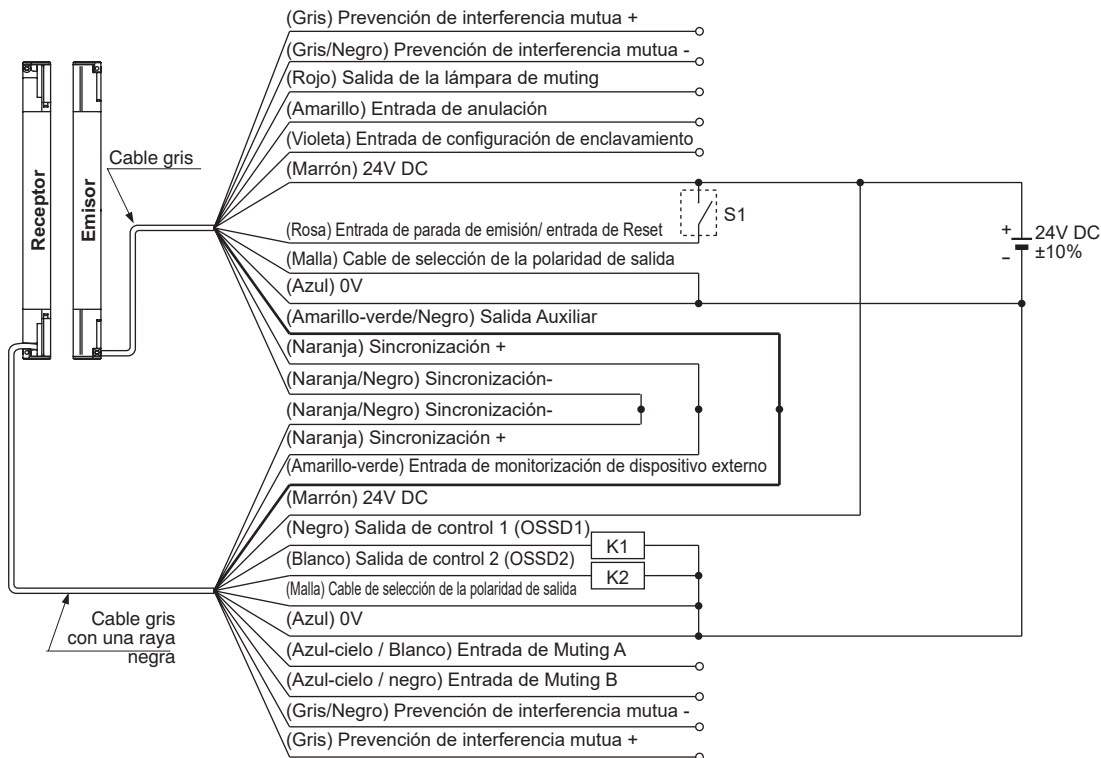 (Gris) Prevención de interferencia mutua +
(Gris/Negro) Prevención de interferencia mutua -
(Rojo) Salida de la lámpara de muting
(Amarillo) Entrada de anulación
(Violeta) Entrada de configuración de enclavamiento
(Marrón) 24V DC
Cable gris
Receptor
Emisor
S1
(Rosa) Entrada de parada de emisión/ entrada de Reset
+
24V DC
±10%
-
(Malla) Cable de selección de la polaridad de salida
(Azul) 0V
(Amarillo-verde/Negro) Salida Auxiliar
(Naranja) Sincronización +
(Naranja/Negro) Sincronización-
(Naranja/Negro) Sincronización-
(Naranja) Sincronización +
(Amarillo-verde) Entrada de monitorización de dispositivo externo
(Marrón) 24V DC
(Negro) Salida de control 1 (OSSD1)
K1
(Blanco) Salida de control 2 (OSSD2)
K2
(Malla) Cable de selección de la polaridad de salida
(Azul) 0V
Cable gris
con una raya
negra
(Azul-cielo / Blanco) Entrada de Muting A
(Azul-cielo / negro) Entrada de Muting B
(Gris/Negro) Prevención de interferencia mutua -
(Gris) Prevención de interferencia mutua +